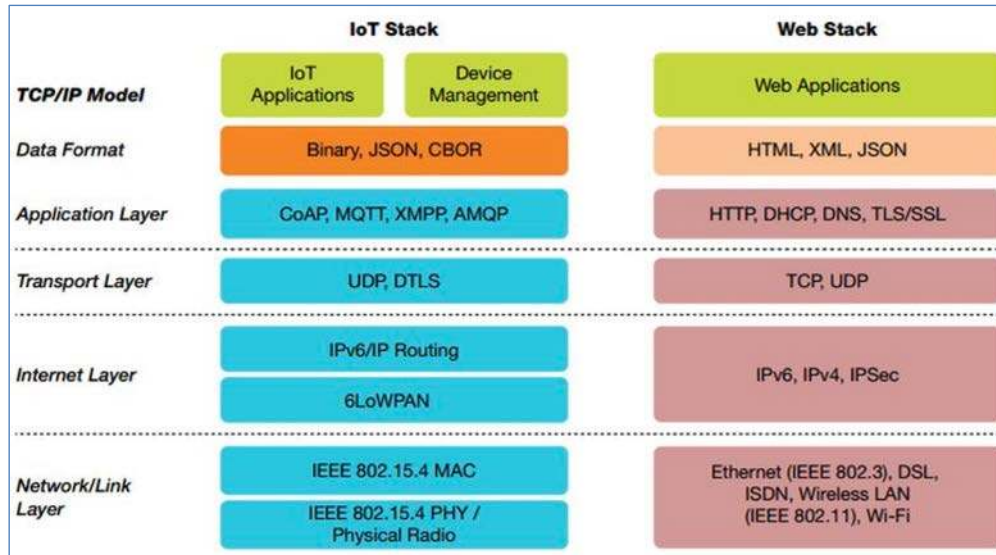 IoT Stack
Web Stack
TCP/IP Model
IoT
Applications
Device
Management
Web Applications
Data Format
Binary, JSON, CBOR
HTML, XML, JSON
Application Layer
CoAP, MQTT, XMPP, AMQP
HTTP, DHCP, DNS, TLS/SSL
Transport Layer
UDP, DTLS
TCP, UDP
Internet Layer
IPv6/IP Routing
6LoWPAN
IPv6, IPv4, IPSec
Network/Link
Layer
IEEE 802.15.4 MAC
IEEE 802.15.4 PHY /
Physical Radio
Ethernet (IEEE 802.3), DSL,
ISDN, Wireless LAN
(IEEE 802.11), Wi-Fi